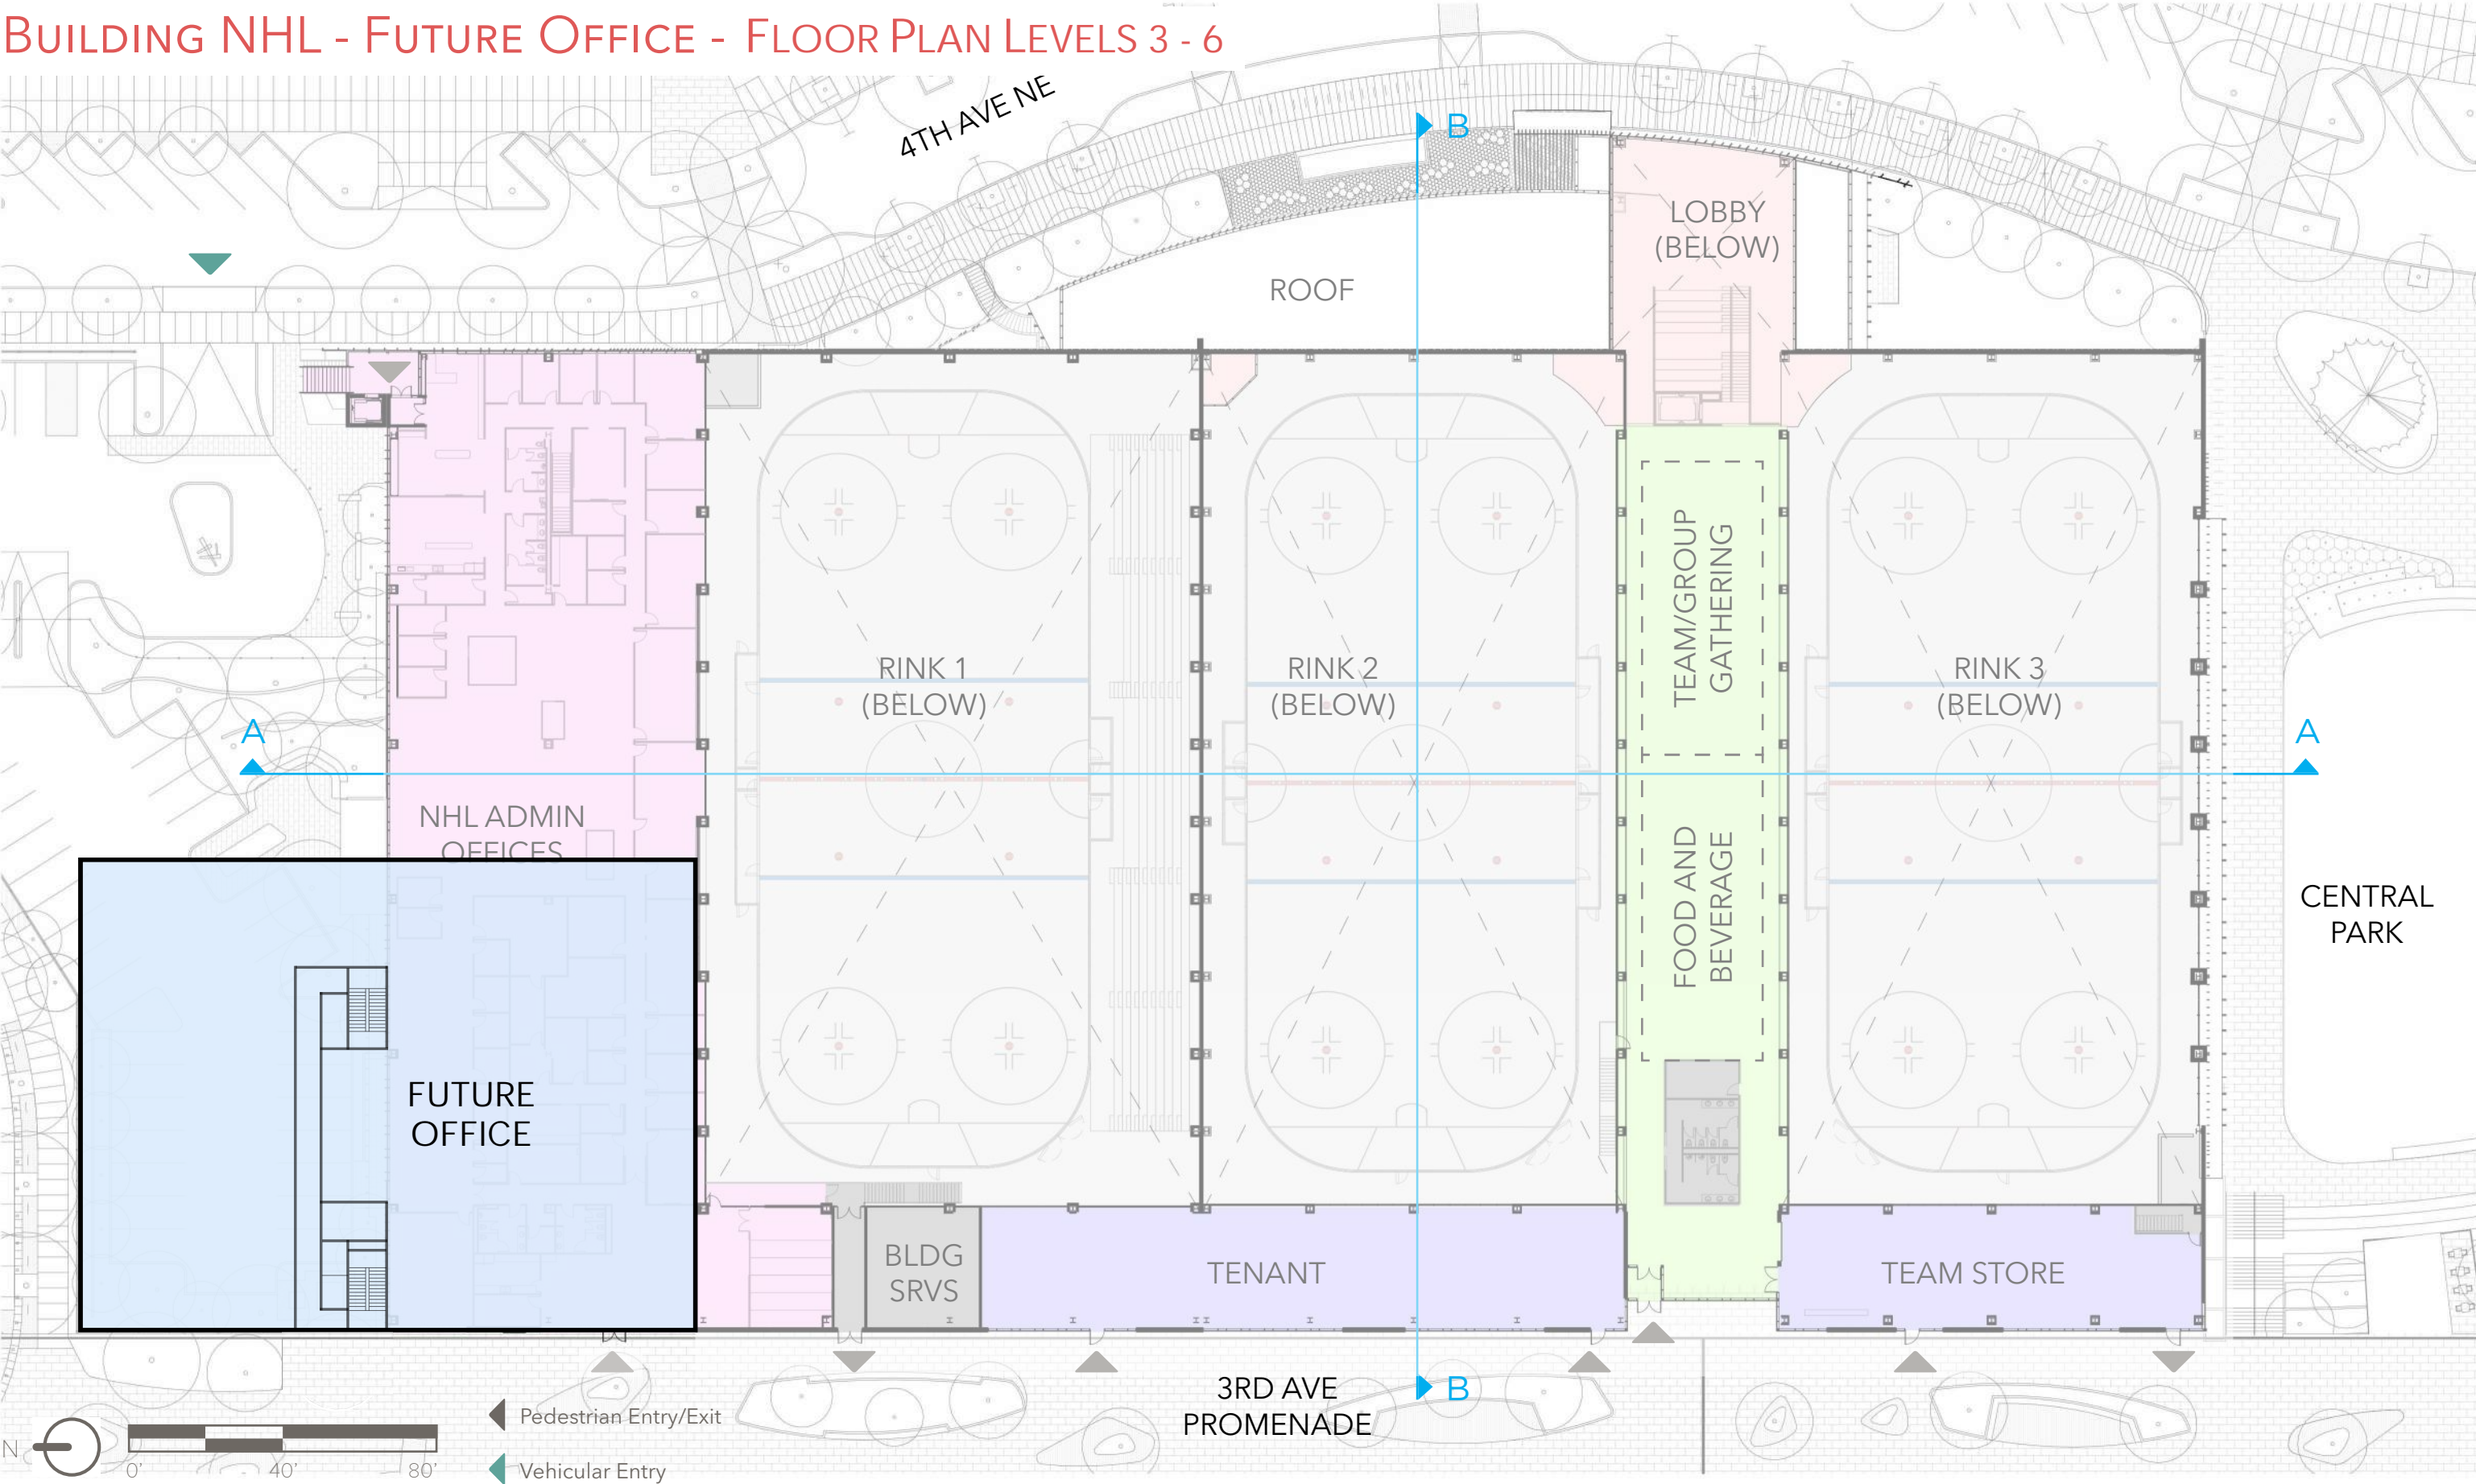 BUILDING NHL - FUTURE OFFICE - FLOOR PLAN LEVELS 3 - 6
4TH AVE NE
B
LOBBY
(BELOW)
ROOF
TEAM/GROUP
GATHERING
RINK 1
(BELOW)
RINK 2
(BELOW)
RINK 3
(BELOW)
A
A
NHL ADMIN
OFFICES
FOOD AND
BEVERAGE
CENTRAL
PARK
FUTURE
OFFICE
BLDG
SRVS
TENANT
TEAM STORE
3RD AVE
PROMENADE
B
N
0' 40' 80'
Pedestrian Entry/Exit
Vehicular Entry